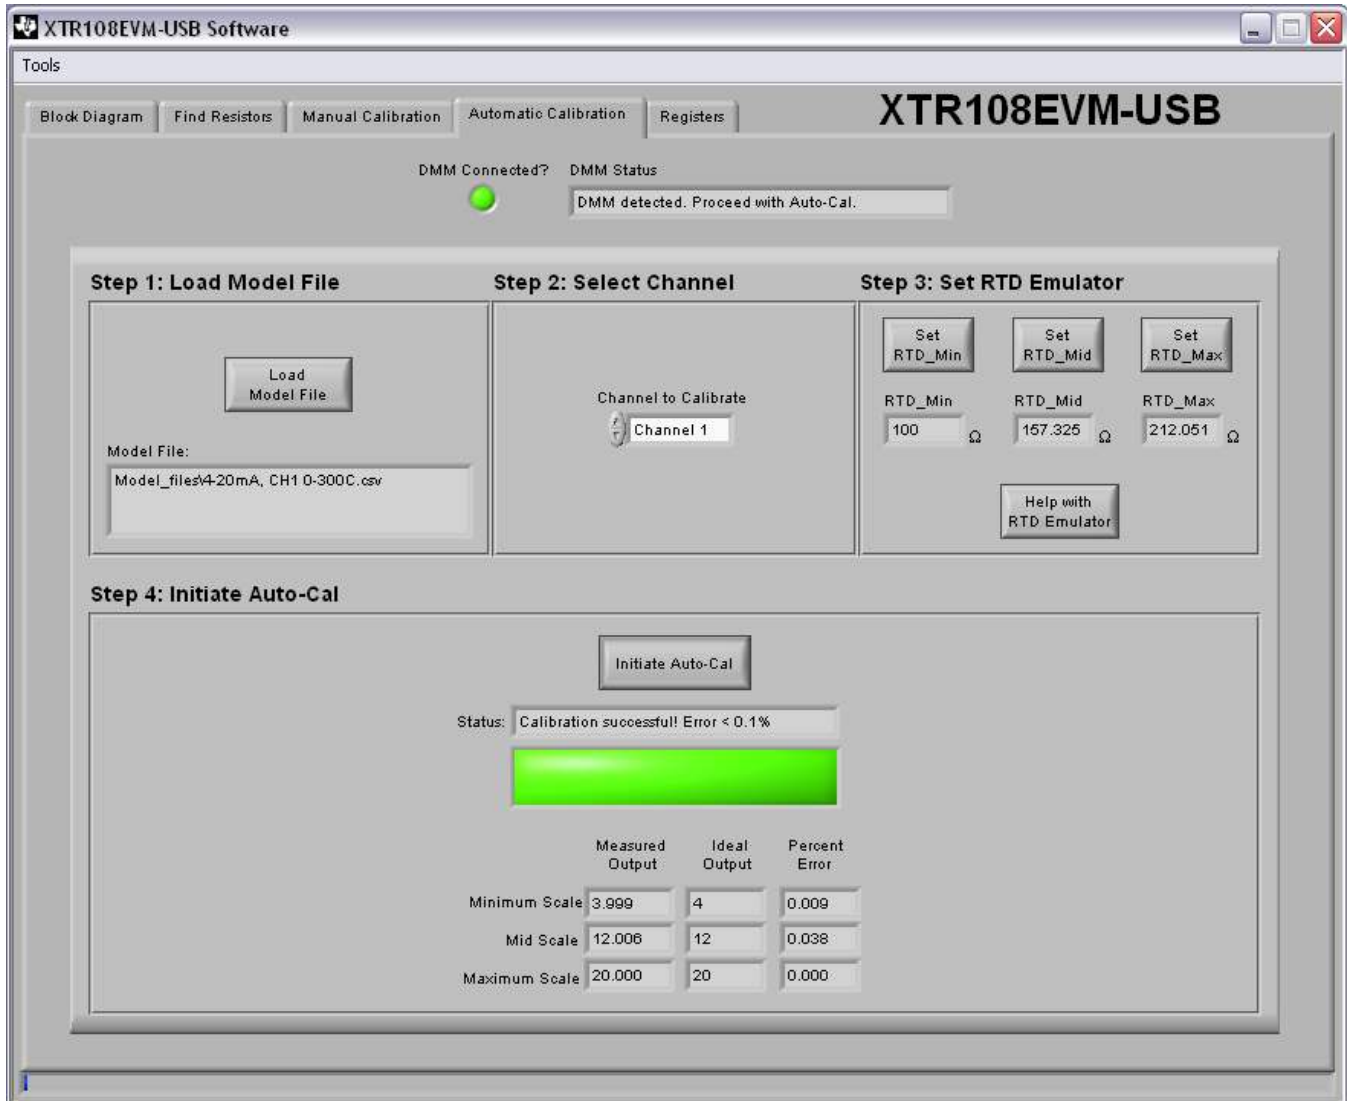 XTR108EVM-USB Software
Tools
Block Diagram
Find Resistors
Manual Calibration
Automatic Calibration
Registers
XTR108EVM-USB
DMM Connected?
DMM Status
DMM detected. Proceed with Auto-Cal.
Step 1: Load Model File
Load
Model File
Model File:
Model_files\4-20mA, CH1 0-300C.csv
Step 2: Select Channel
Channel to Calibrate
Channel 1
Step 3: Set RTD Emulator
Set
RTD_Min
Set
RTD_Mid
Set
RTD_Max
RTD_Min
RTD_Mid
RTD_Max
100 Ω
157.325 Ω
212.051 Ω
Help with
RTD Emulator
Step 4: Initiate Auto-Cal
Initiate Auto-Cal
Status: Calibration successful! Error < 0.1%
Measured Ideal Percent
Output Output Error
Minimum Scale 3.999 4 0.009
Mid Scale 12.006 12 0.038
Maximum Scale 20.000 20 0.000